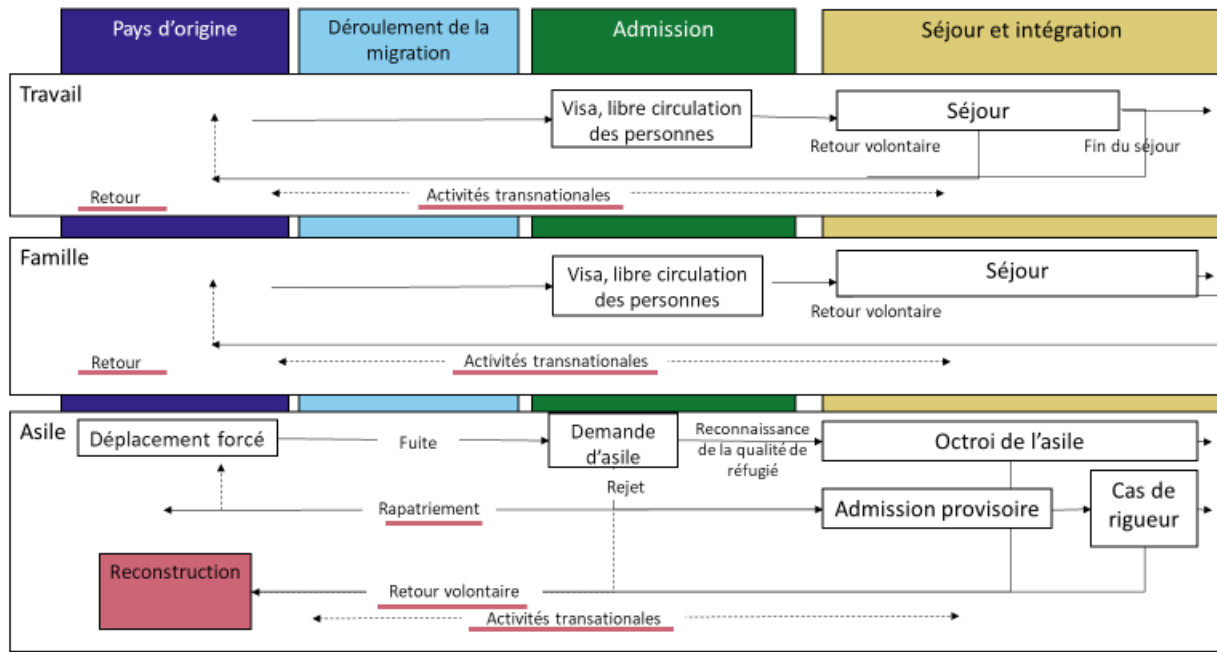 Pays d'origine
Déroulement de la
migration
Admission
Séjour et intégration
Travail
Visa, libre circulation
des personnes
Séjour
Retour volontaire
Fin du séjour
Retour
Activités transnationales
Famille
Visa, libre circulation
des personnes
Séjour
Retour volontaire
Retour
Activités transnationales
Asile
Déplacement forcé
Fuite
Demande
d'asile
Reconnaissance
de la qualité de
réfugié
Octroi de l'asile
Rejet
Rapatriement
Admission provisoire
Cas de
rigueur
Reconstruction
Retour volontaire
Activités transationales